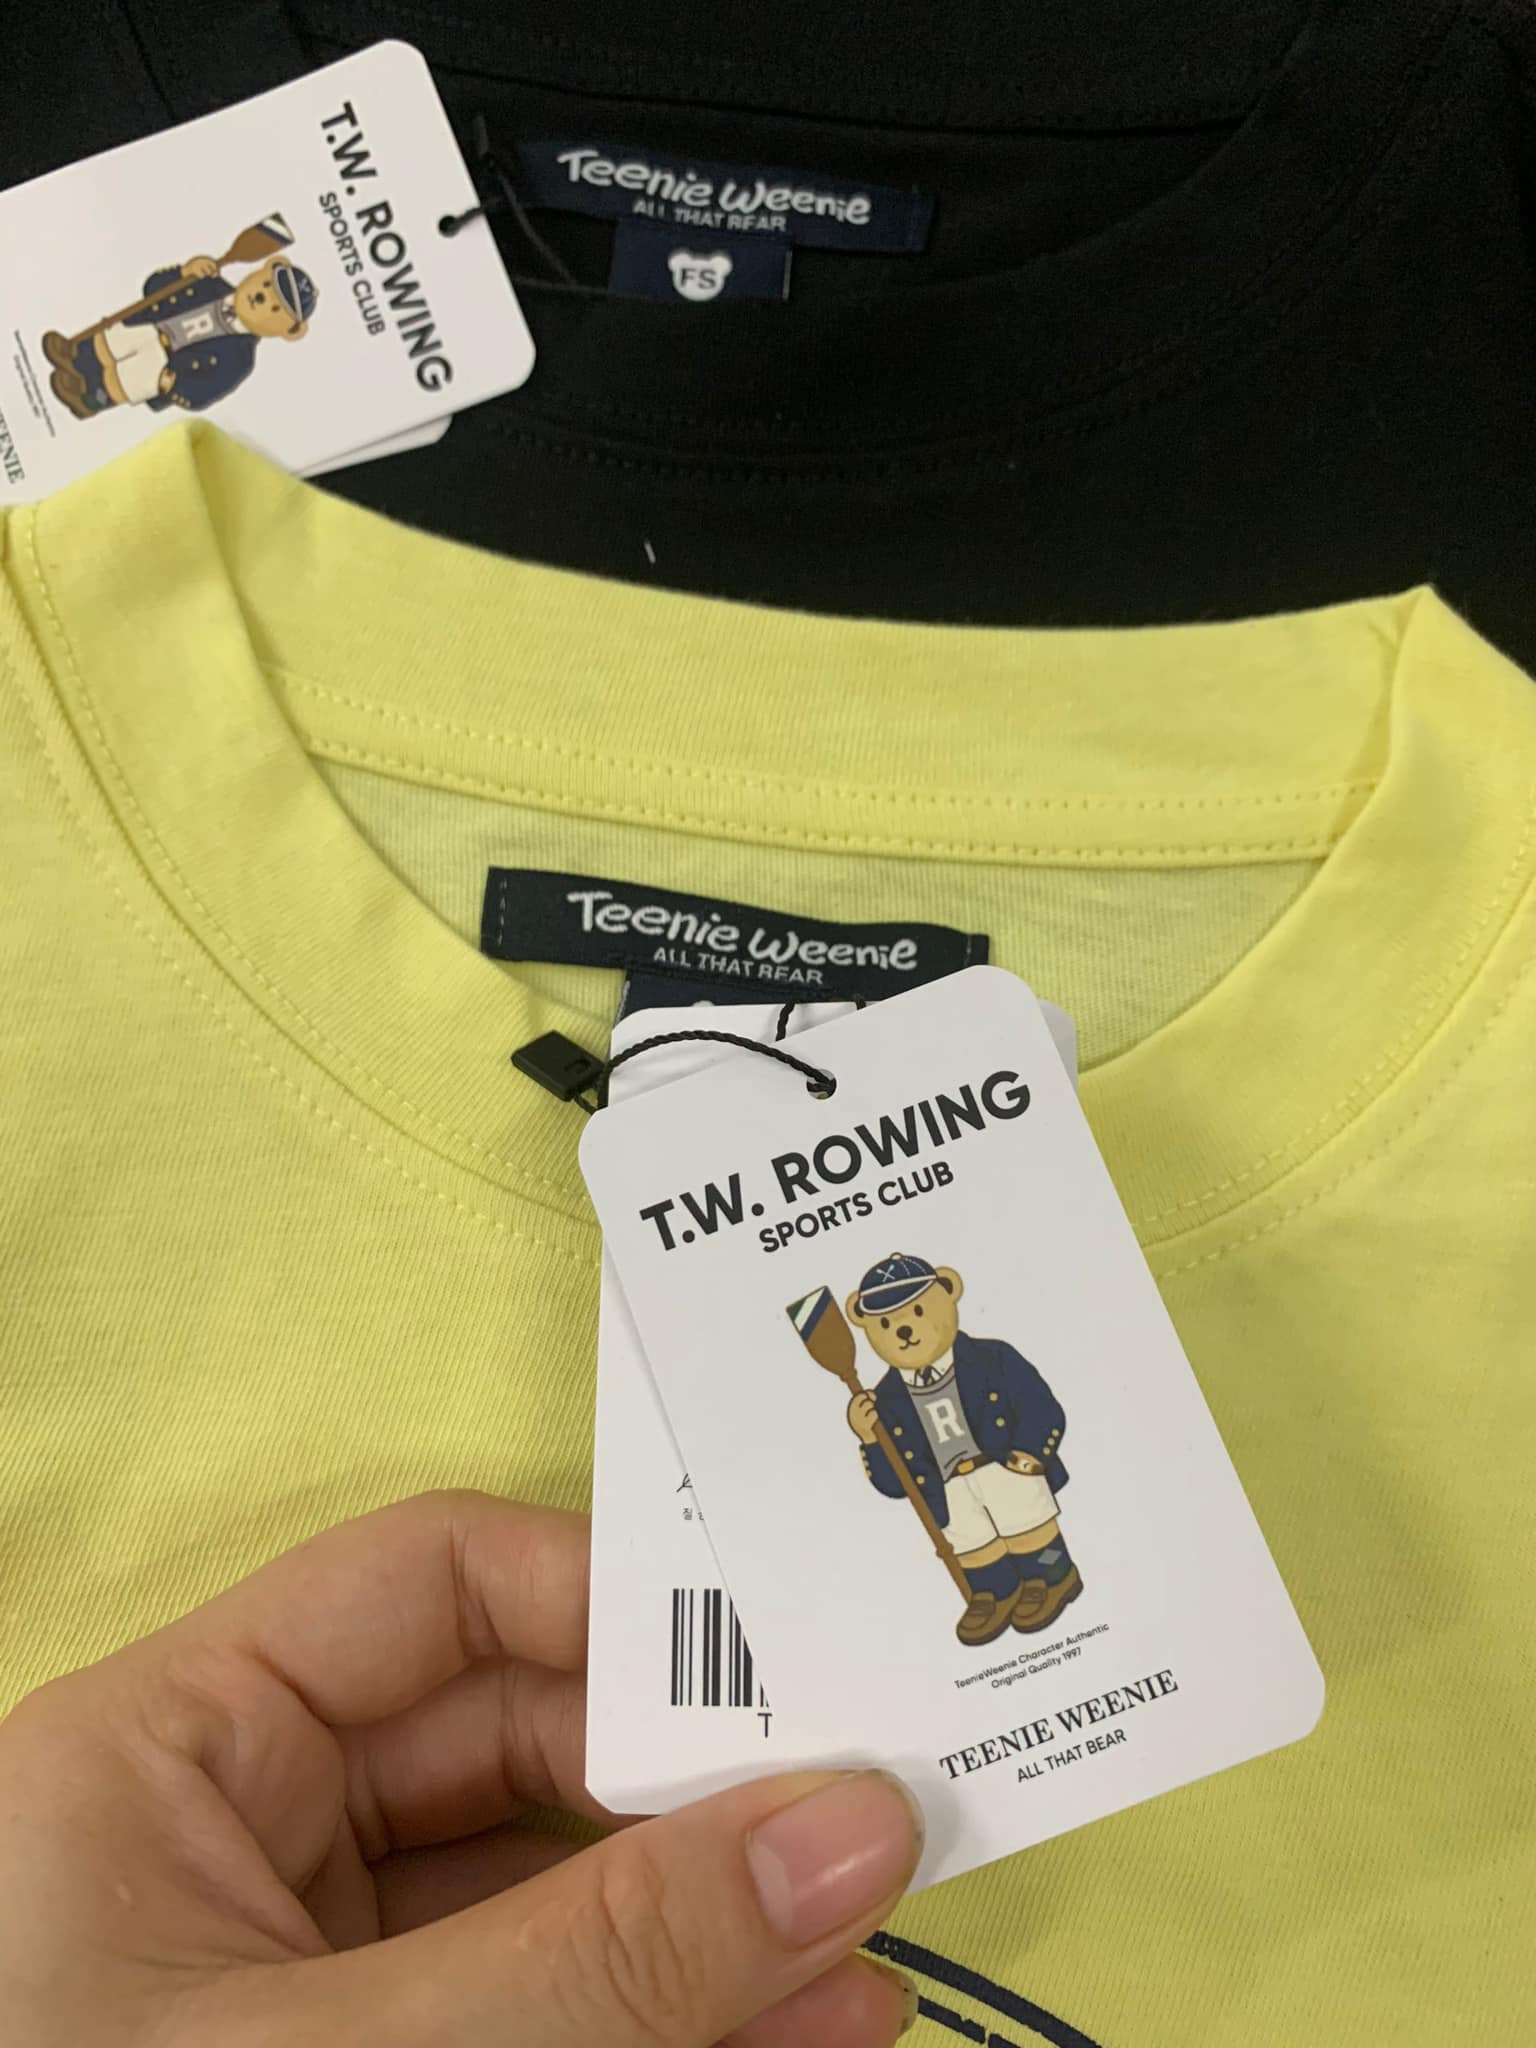 T.W. ROWING
SPORTS CLUB
R
Teenie Weenie
ALL THAT BEAR
FS
Teenie Weenie
ALL THAT BEAR
T.W. ROWING
SPORTS CLUB
R
TeenieWeenie Character Authentic
Original Quality 1997
TEENIE WEENIE
ALL THAT BEAR
T